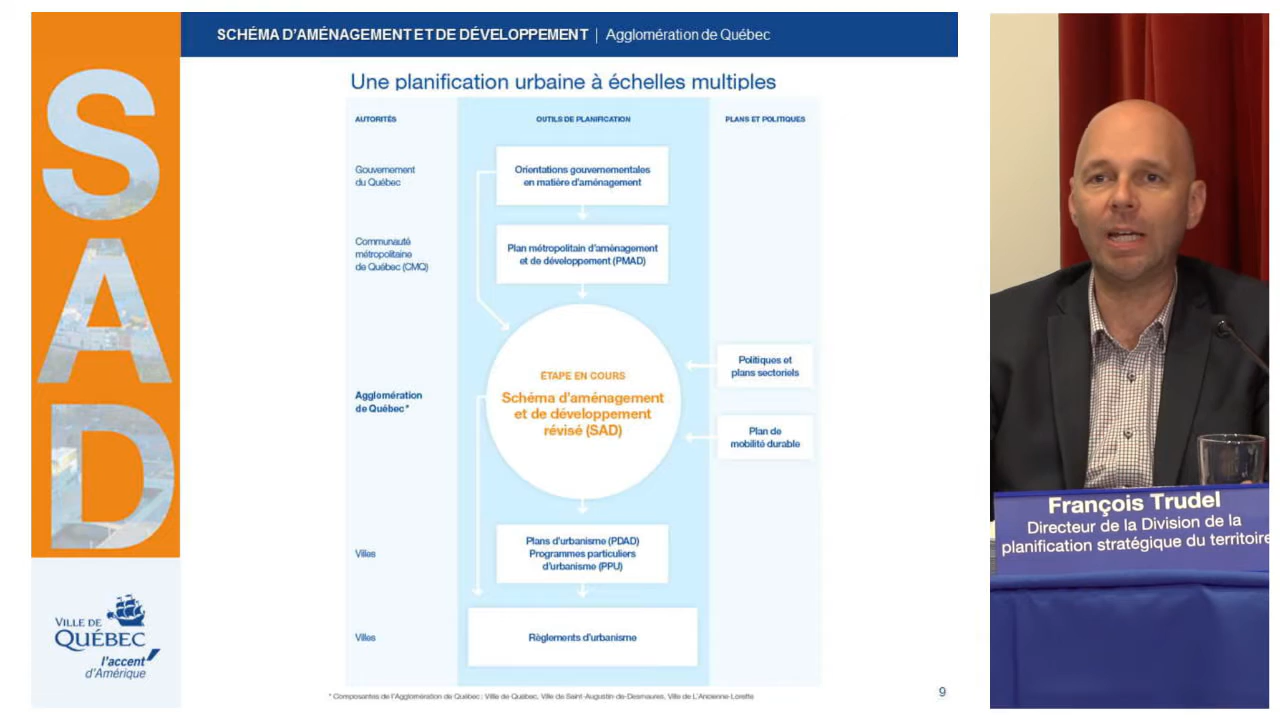 SCHÉMA D'AMÉNAGEMENT ET DE DÉVELOPPEMENT | Agglomération de Québec
SAD
Une planification urbaine à échelles multiples
AUTORITÉS
OUTILS DE PLANIFICATION
PLANS ET POLITIQUES
Gouvernement
du Québec
Orientations gouvernementales
en matière d'aménagement
Communauté
métropolitaine
de Québec (CMQ)
Plan métropolitain d'aménagement
et de développement (PMAD)
Agglomération
de Québec*
ÉTAPE EN COURS
Schéma d'aménagement
et de développement
révisé (SAD)
Politiques et
plans sectoriels
Plan de
mobilité durable
Villes
Plans d'urbanisme (PDAD)
Programmes particuliers
d'urbanisme (PPU)
Villes
Règlements d'urbanisme
* Composantes de l'Agglomération de Québec : Ville de Québec, Ville de Saint-Augustin-de-Desmaures, Ville de L'Ancienne-Lorette
9
VILLE DE
QUÉBEC
l'accent
d'Amérique
François Trudel
Directeur de la Division de la
planification stratégique du territoire